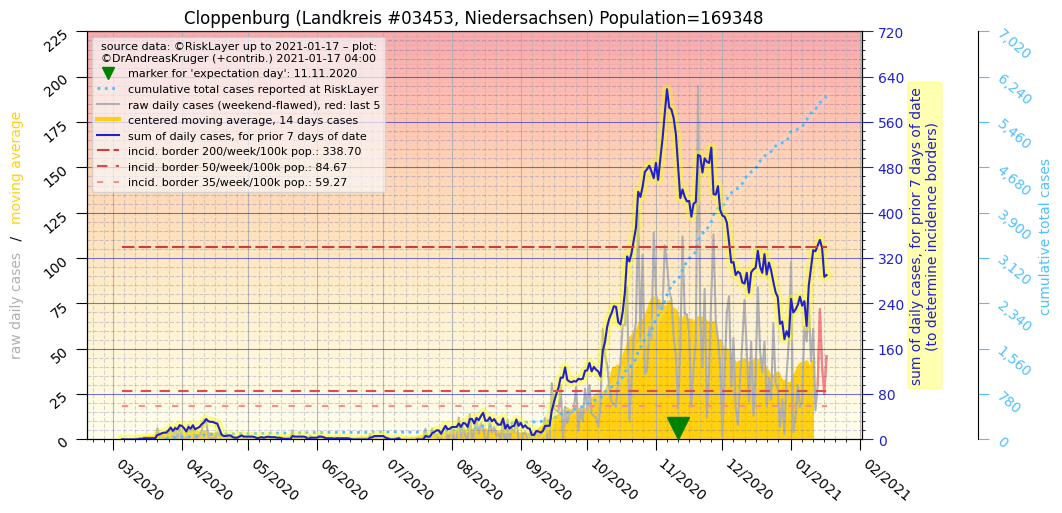 Cloppenburg (Landkreis #03453, Niedersachsen) Population=169348
source data: ©RiskLayer up to 2021-01-17 – plot:
©DrAndreasKruger (+contrib.) 2021-01-17 04:00
marker for 'expectation day': 11.11.2020
cumulative total cases reported at RiskLayer
raw daily cases (weekend-flawed), red: last 5
centered moving average, 14 days cases
sum of daily cases, for prior 7 days of date
incid. border 200/week/100k pop.: 338.70
incid. border 50/week/100k pop.: 84.67
incid. border 35/week/100k pop.: 59.27
raw daily cases / moving average
225
200
175
150
125
100
75
50
25
0
03/2020
04/2020
05/2020
06/2020
07/2020
08/2020
09/2020
10/2020
11/2020
12/2020
01/2021
02/2021
720
640
560
480
400
320
240
160
80
0
sum of daily cases, for prior 7 days of date
(to determine incidence borders)
7,020
6,240
5,460
4,680
3,900
3,120
2,340
1,560
780
0
cumulative total cases